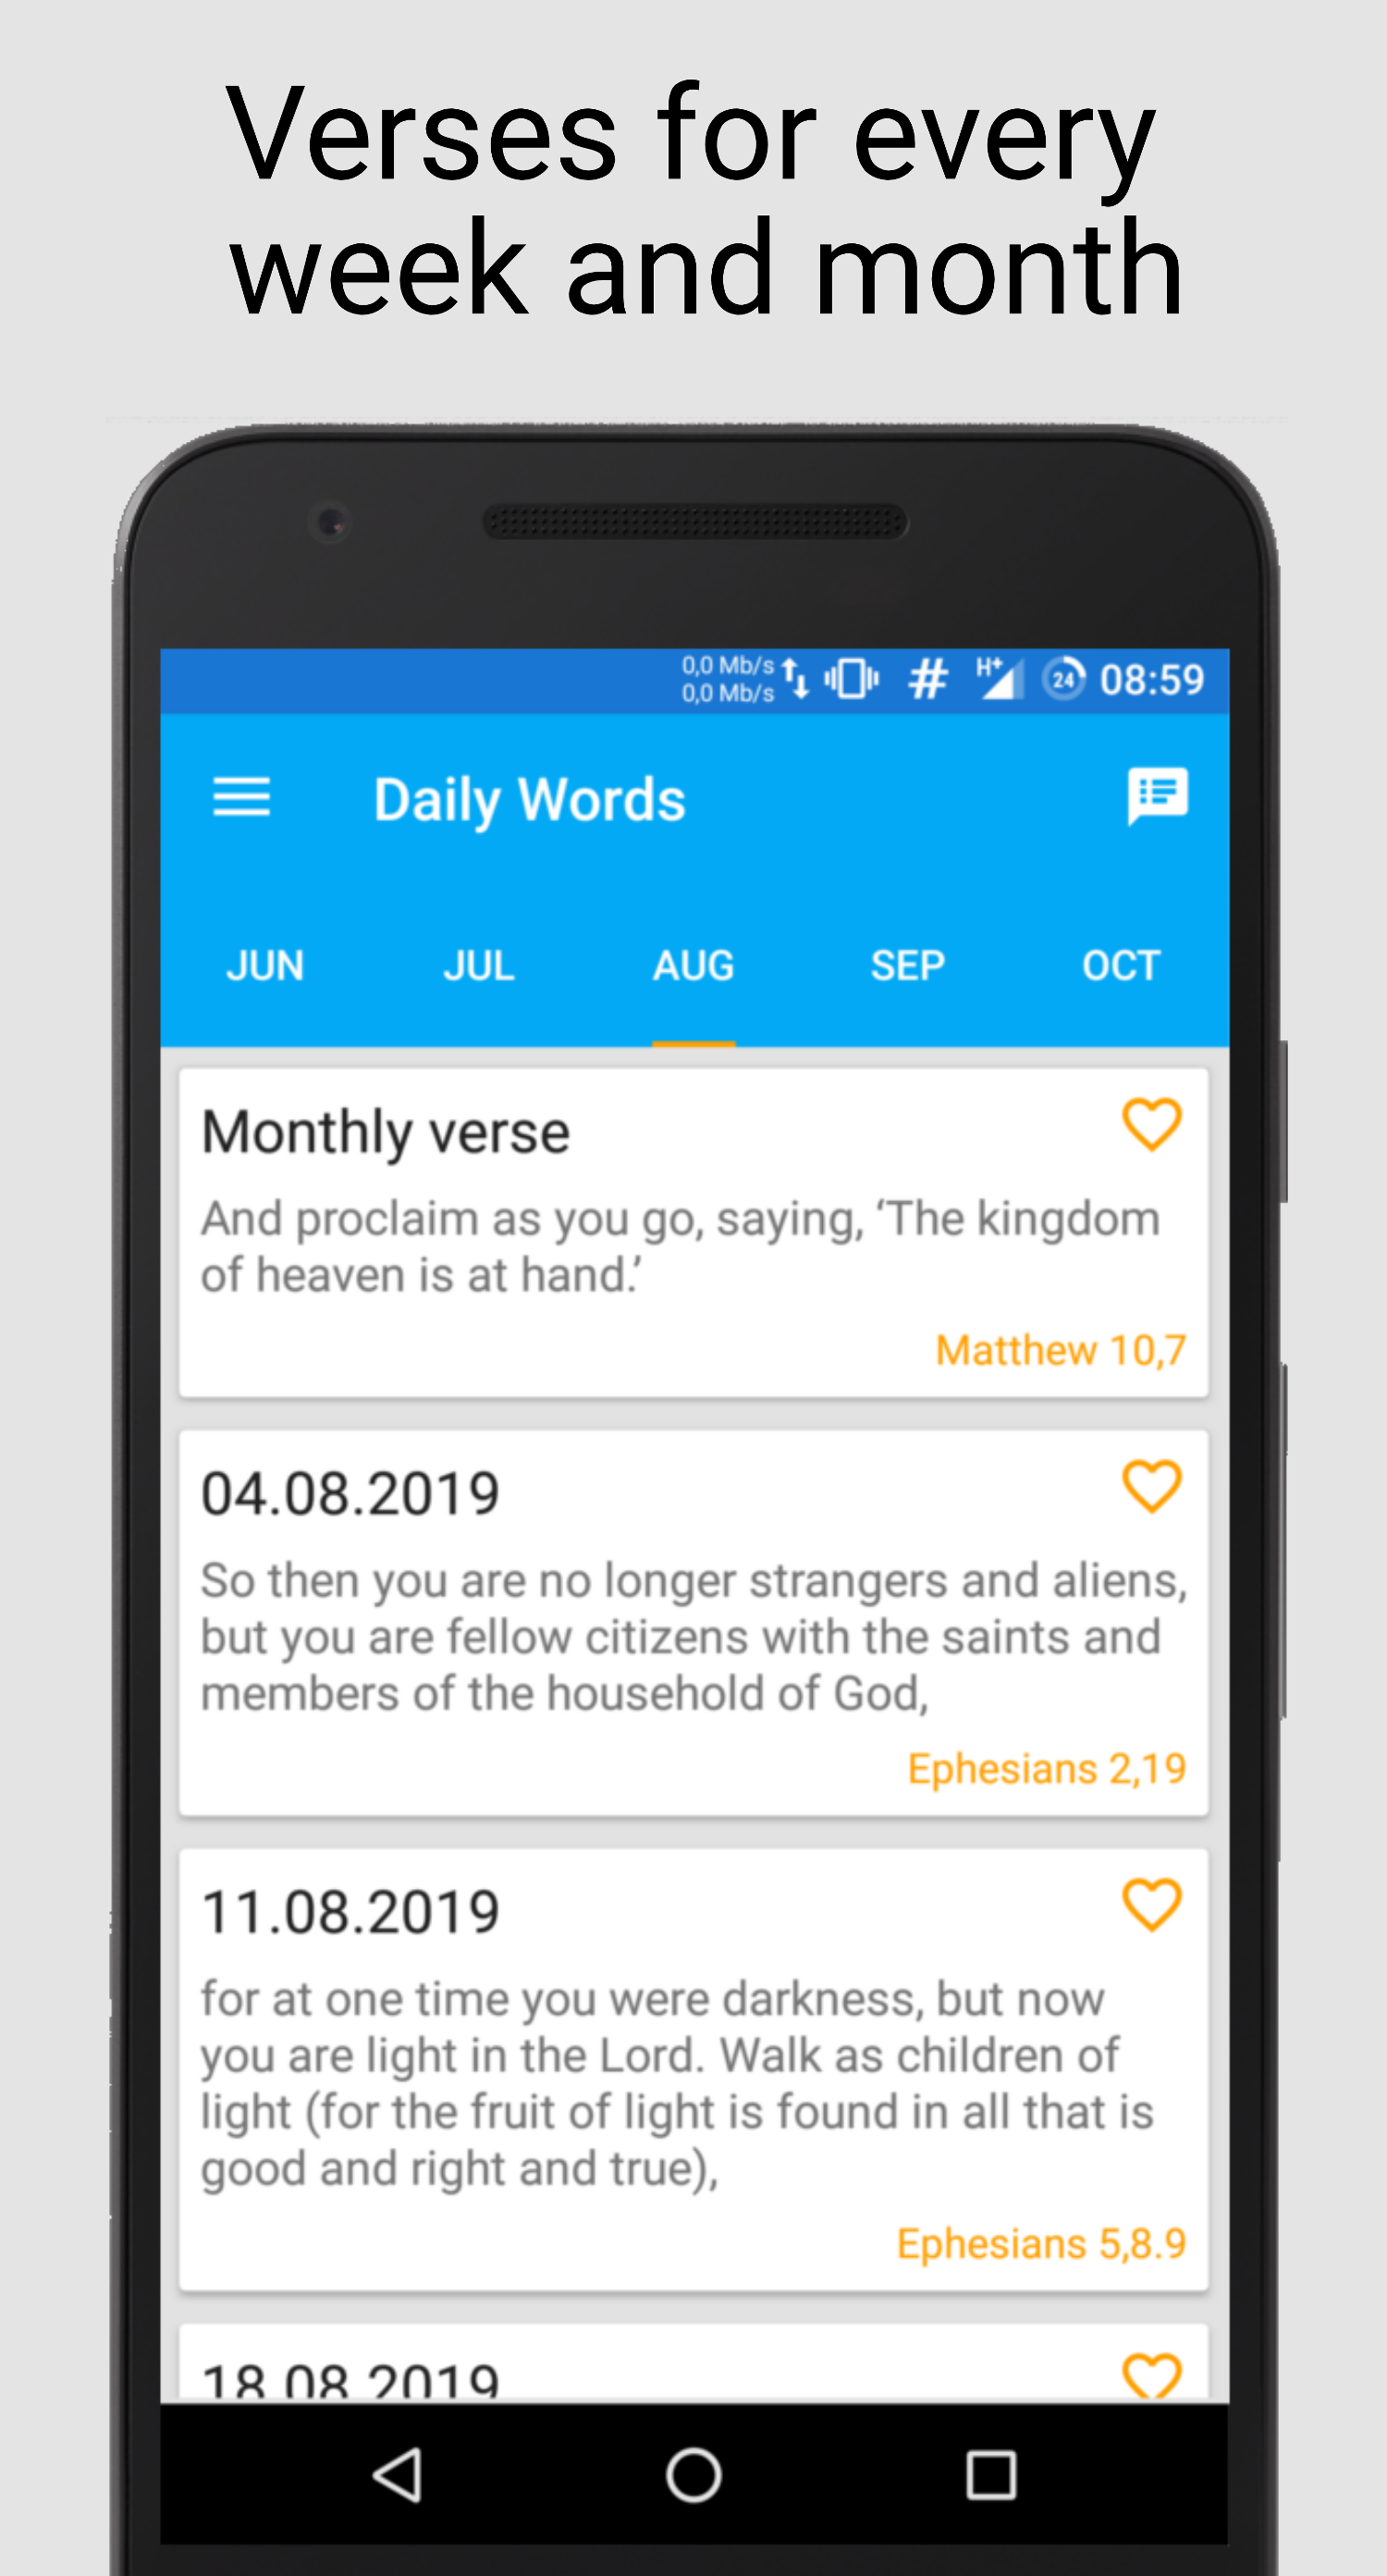 Verses for every
week and month
0,0 Mb/s
0,0 Mb/s
# H+ 24 08:59
Daily Words
JUN JUL AUG SEP OCT
Monthly verse
And proclaim as you go, saying, ‘The kingdom
of heaven is at hand.’
Matthew 10,7
04.08.2019
So then you are no longer strangers and aliens,
but you are fellow citizens with the saints and
members of the household of God,
Ephesians 2,19
11.08.2019
for at one time you were darkness, but now
you are light in the Lord. Walk as children of
light (for the fruit of light is found in all that is
good and right and true),
Ephesians 5,8.9
18.08.2019